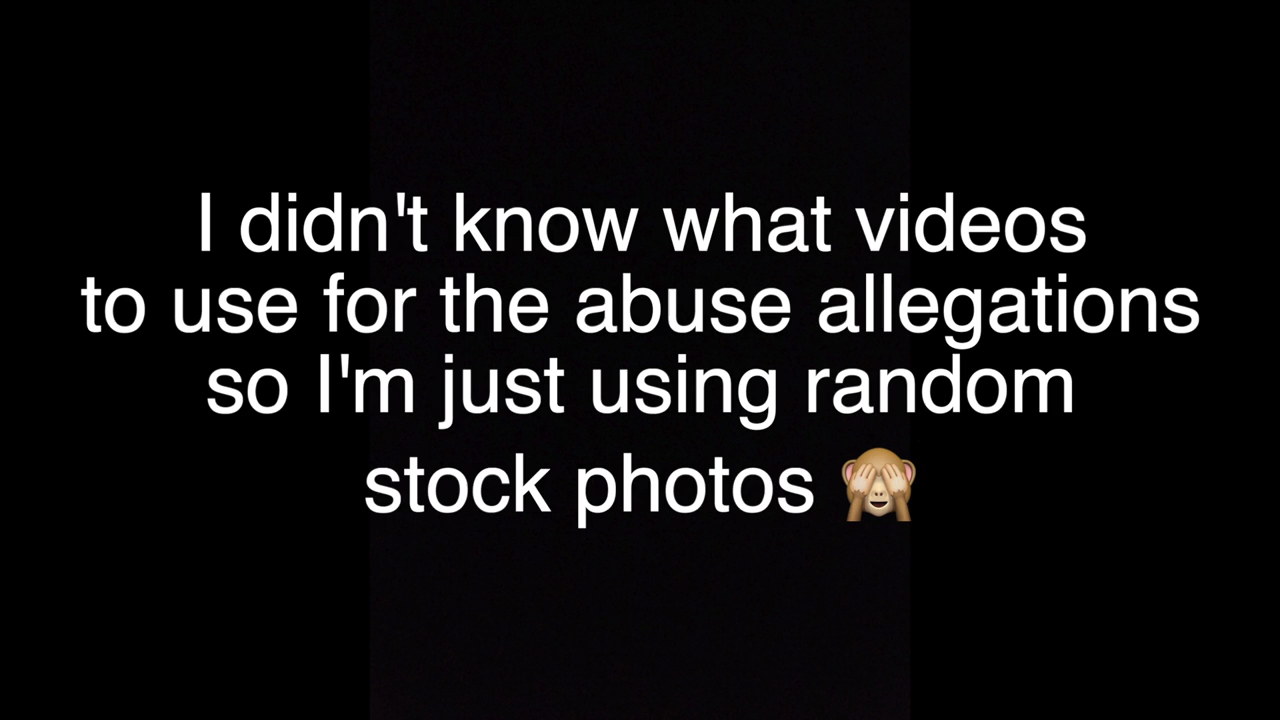 I didn't know what videos
to use for the abuse allegations
so I'm just using random
stock photos 🙈